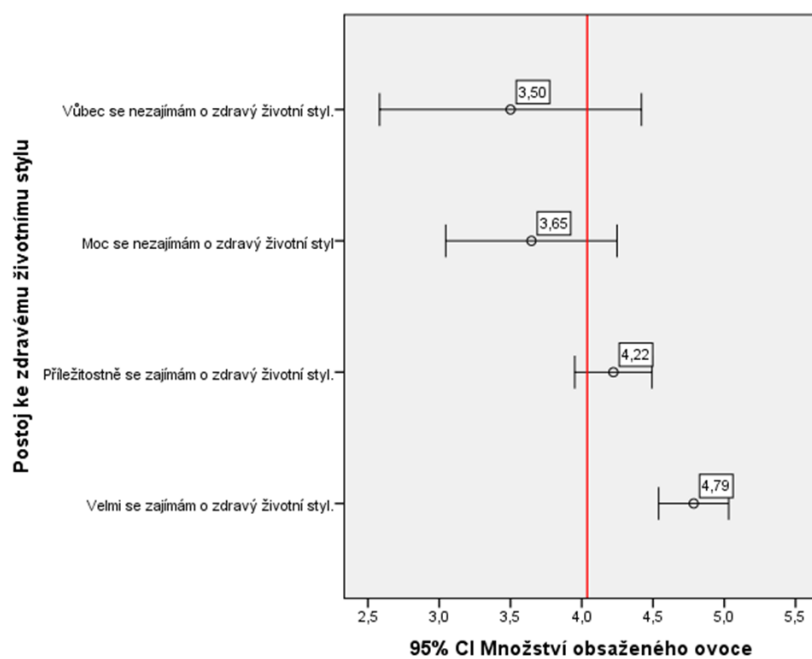 Postoj ke zdravému životnímu stylu
Vůbec se nezajímám o zdravý životní styl.
3,50
Moc se nezajímám o zdravý životní styl
3,65
Příležitostně se zajímám o zdravý životní styl.
4,22
Velmi se zajímám o zdravý životní styl.
4,79
2,5 3,0 3,5 4,0 4,5 5,0 5,5
95% CI Množství obsaženého ovoce